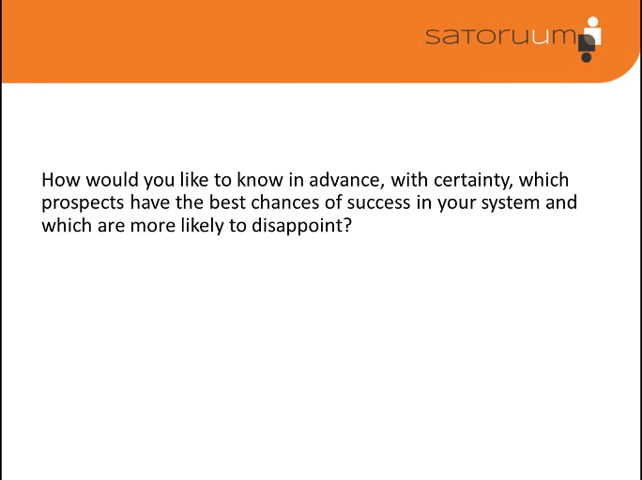 satoruum
How would you like to know in advance, with certainty, which
prospects have the best chances of success in your system and
which are more likely to disappoint?